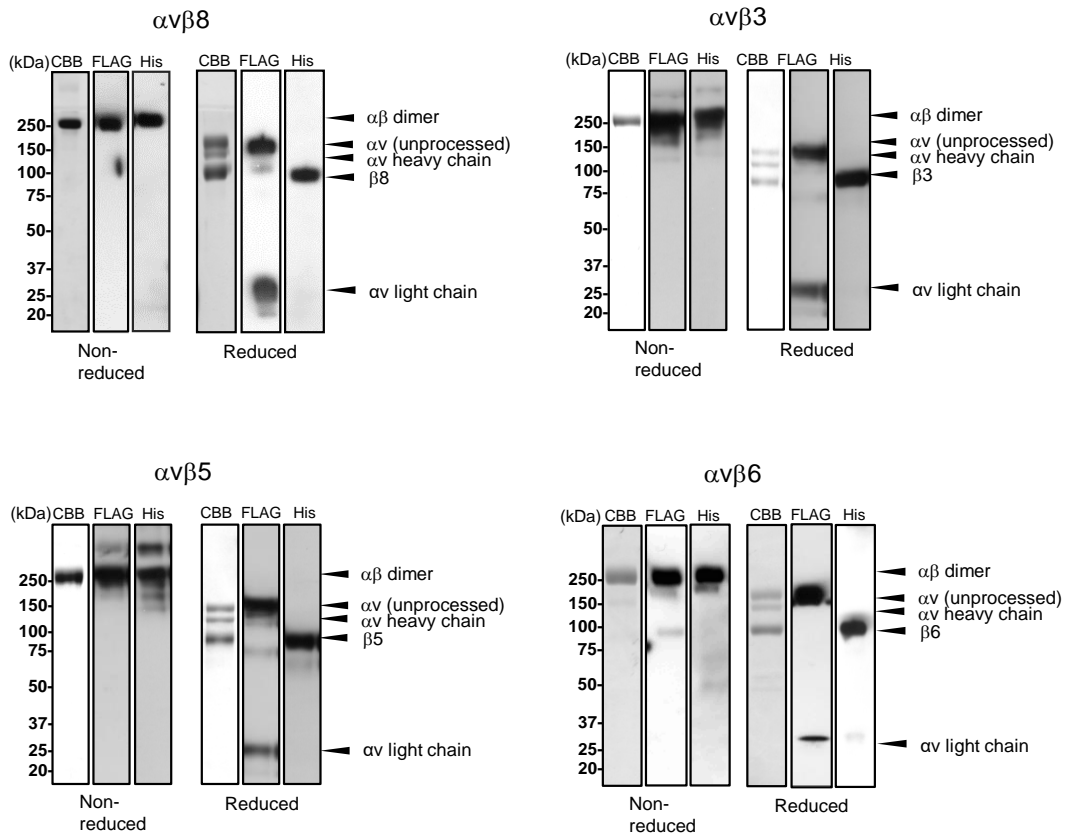 αvβ8
(kDa) CBB FLAG His CBB FLAG His
250-
150-
100-
75-
50-
37-
25-
20-
αβ dimer
αv (unprocessed)
αv heavy chain
β8
αv light chain
Non-
reduced
Reduced
αvβ3
(kDa) CBB FLAG His CBB FLAG His
250-
150-
100-
75-
50-
37-
25-
20-
αβ dimer
αv (unprocessed)
αv heavy chain
β3
αv light chain
Non-
reduced
Reduced
αvβ5
(kDa) CBB FLAG His CBB FLAG His
250-
150-
100-
75-
50-
37-
25-
20-
αβ dimer
αv (unprocessed)
αv heavy chain
β5
αv light chain
Non-
reduced
Reduced
αvβ6
(kDa) CBB FLAG His CBB FLAG His
250-
150-
100-
75-
50-
37-
25-
20-
αβ dimer
αv (unprocessed)
αv heavy chain
β6
αv light chain
Non-
reduced
Reduced